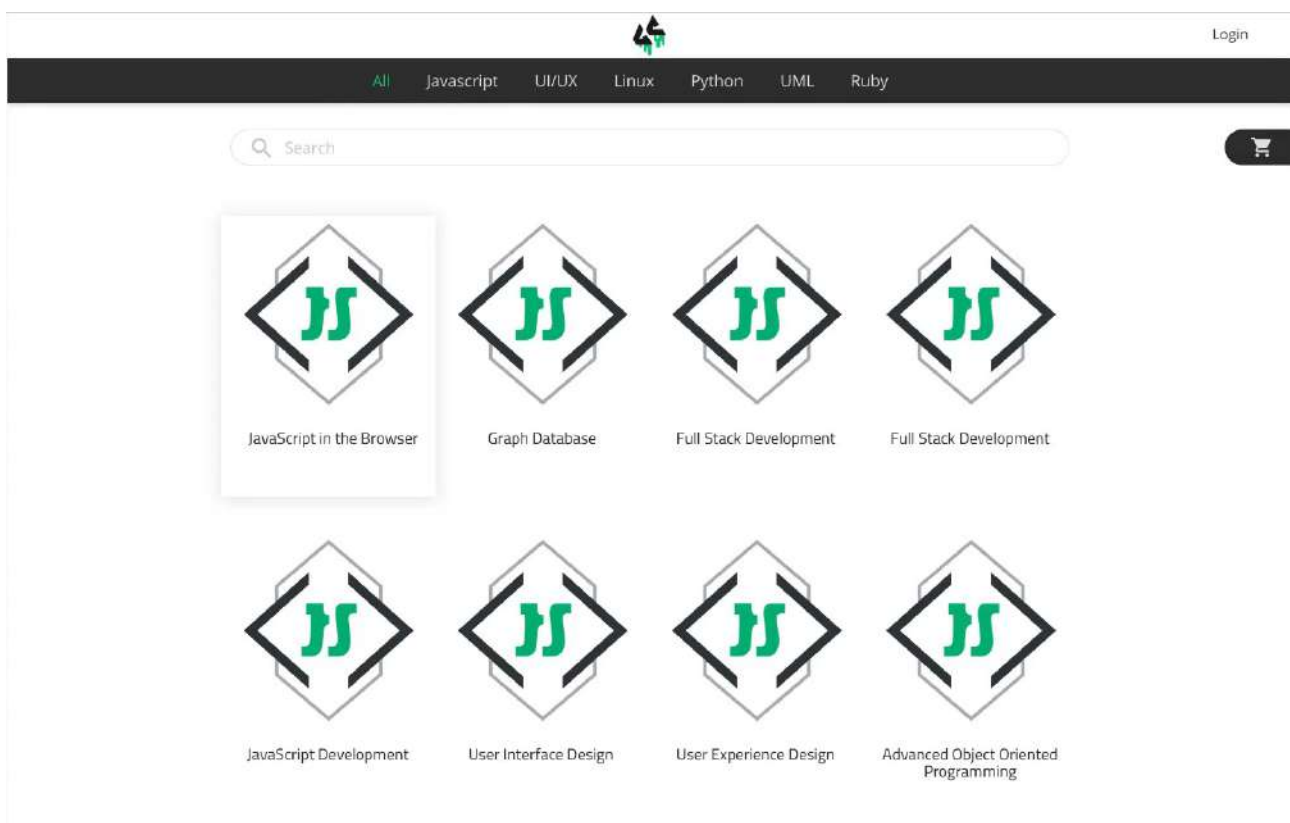 Login
All Javascript UI/UX Linux Python UML Ruby
Search
JS JS JS JS
JavaScript in the Browser Graph Database Full Stack Development Full Stack Development
JS JS JS JS
JavaScript Development User Interface Design User Experience Design Advanced Object Oriented
Programming